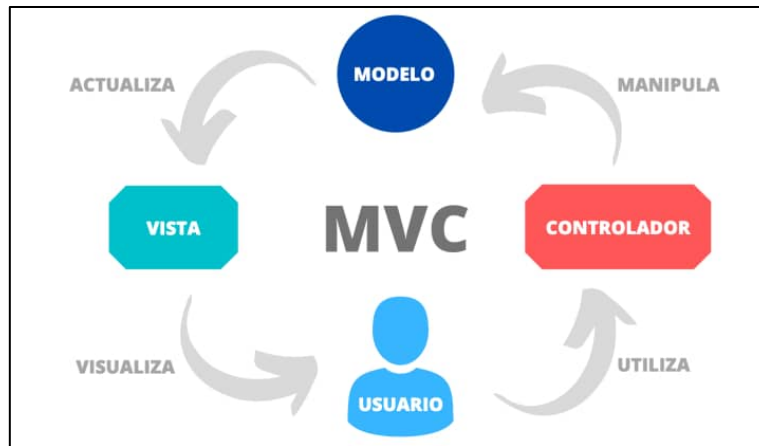 MODELO
ACTUALIZA
MANIPULA
VISTA
MVC
CONTROLADOR
VISUALIZA
USUARIO
UTILIZA